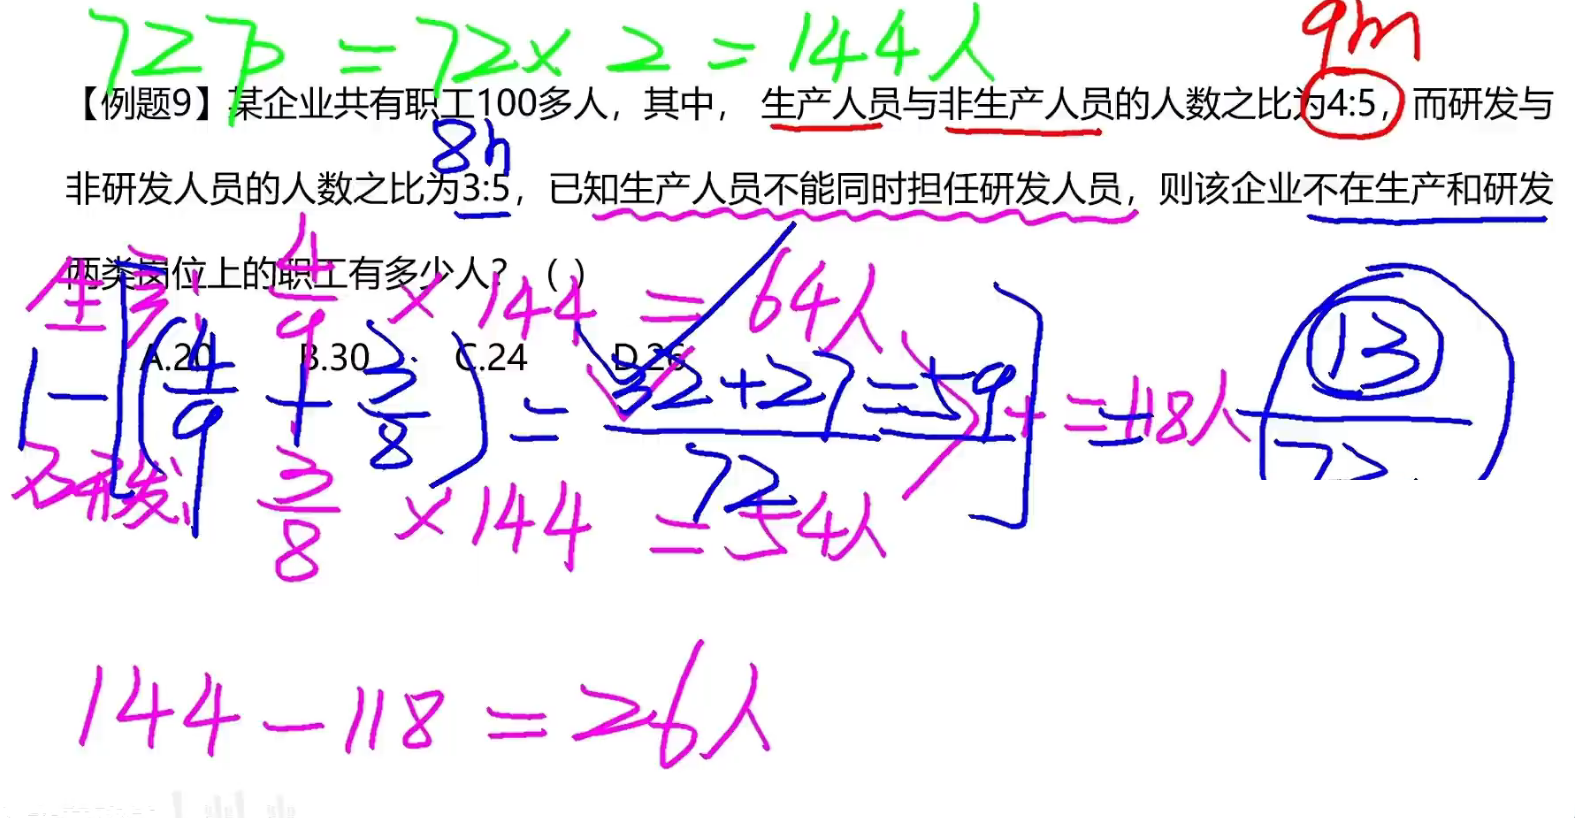 72p = 72 × 2 = 144人
9m
【例题9】某企业共有职工100多人，其中， 生产人员与非生产人员的人数之比为4:5，而研发与
8n
非研发人员的人数之比为3:5，已知生产人员不能同时担任研发人员，则该企业不在生产和研发
两类岗位上的职工有多少人？（ ）
生产: 4/9 × 144 = 64人
A.20 B.30 C.24 D.26
1-[(4/9 + 3/8) = 32+27/72 = 59] = 13/72
+ = 118人
研发: 3/8 × 144 = 54人
144 - 118 = 26人